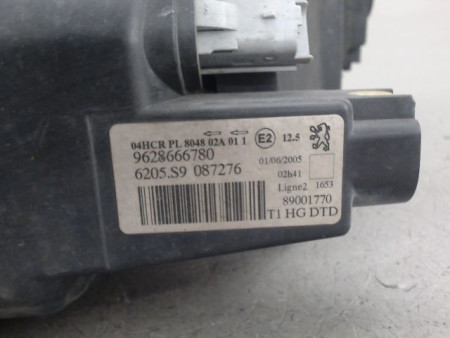 04HCR PL 8048 02A 01 1 E2 12.5
9628666780 01/06/2005
6205.S9 087276 02h41
Ligne2 1653
89001770
T1 HG DTD